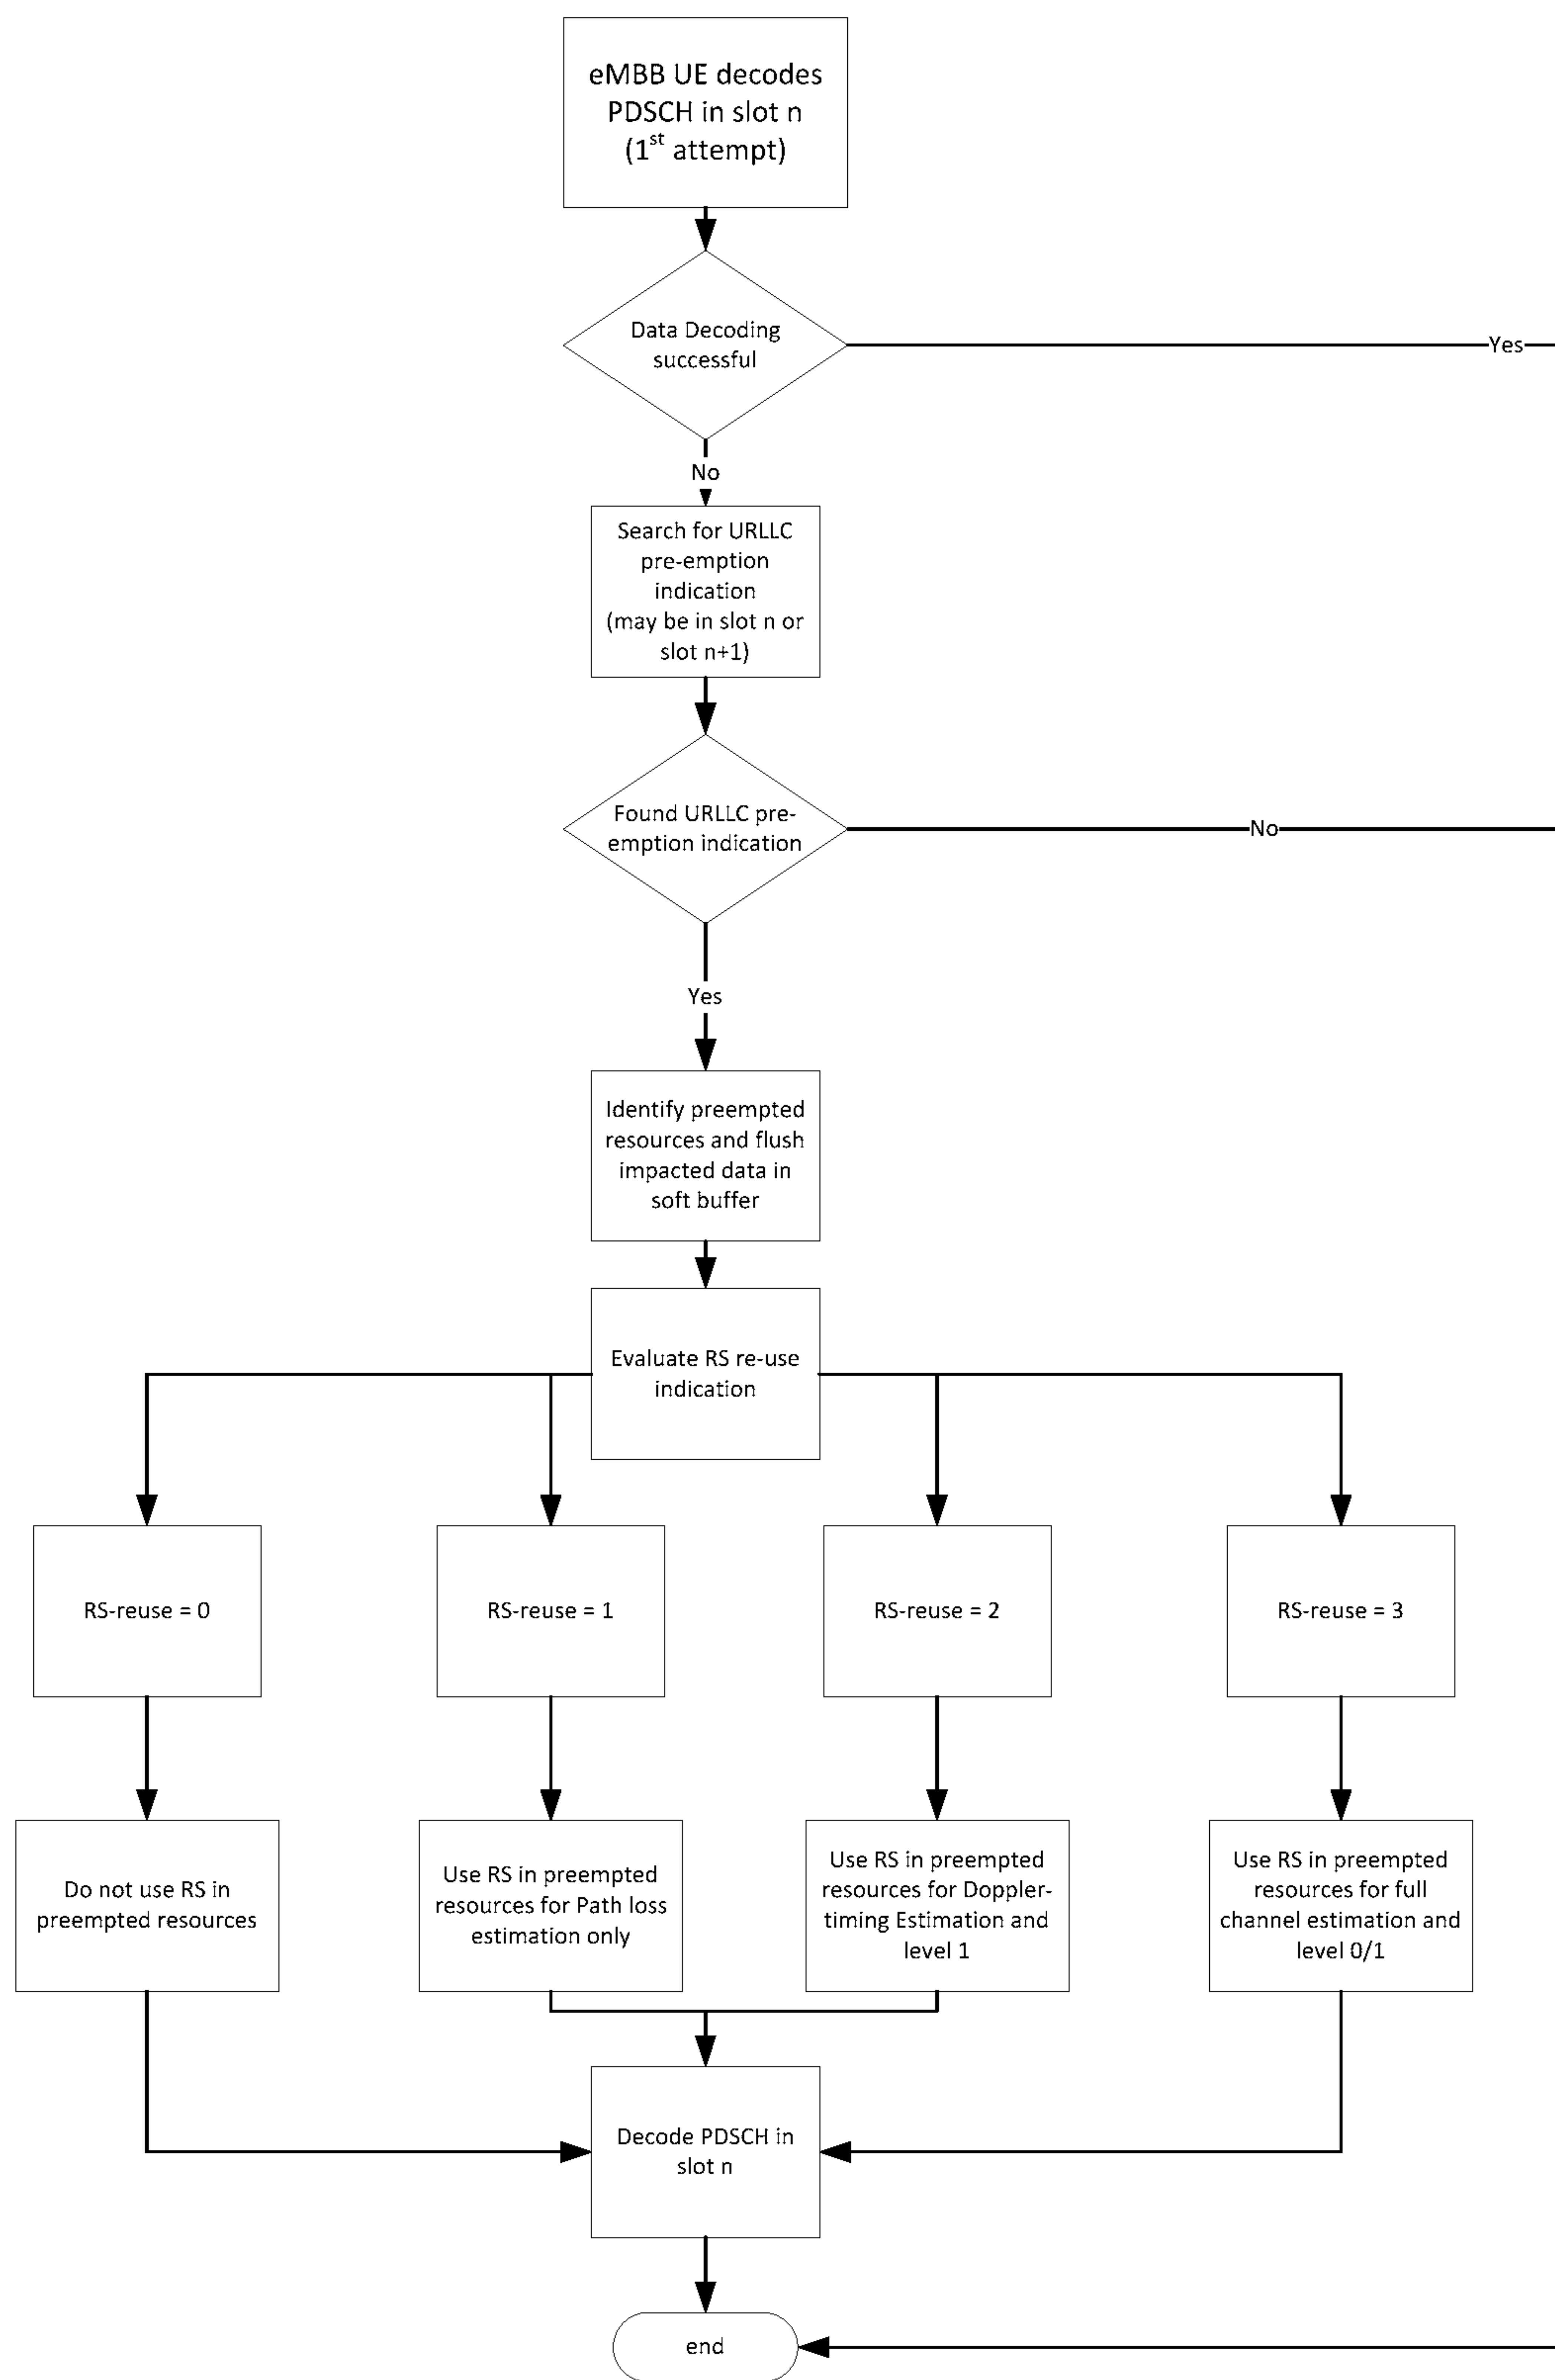 eMBB UE decodes
PDSCH in slot n
(1st attempt)
Data Decoding
successful
Yes
No
Search for URLLC
pre-emption
indication
(may be in slot n or
slot n+1)
Found URLLC pre-
emption indication
No
Yes
Identify preempted
resources and flush
impacted data in
soft buffer
Evaluate RS re-use
indication
RS-reuse = 0
RS-reuse = 1
RS-reuse = 2
RS-reuse = 3
Do not use RS in
preempted resources
Use RS in preempted
resources for Path loss
estimation only
Use RS in preempted
resources for Doppler-
timing Estimation and
level 1
Use RS in preempted
resources for full
channel estimation and
level 0/1
Decode PDSCH in
slot n
end